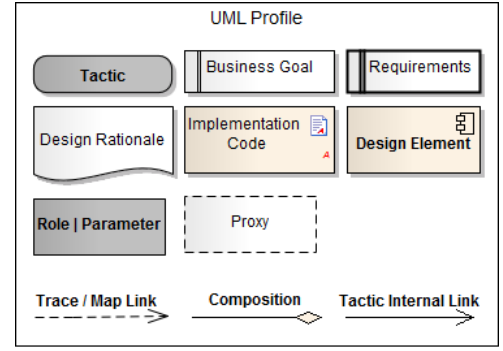 UML Profile
Tactic
Business Goal
Requirements
Design Rationale
Implementation
Code
A
Design Element
Role | Parameter
Proxy
Trace / Map Link
Composition
Tactic Internal Link